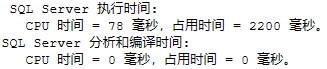 SQL Server 执行时间:
CPU 时间 = 78 毫秒，占用时间 = 2200 毫秒。
SQL Server 分析和编译时间:
CPU 时间 = 0 毫秒，占用时间 = 0 毫秒。